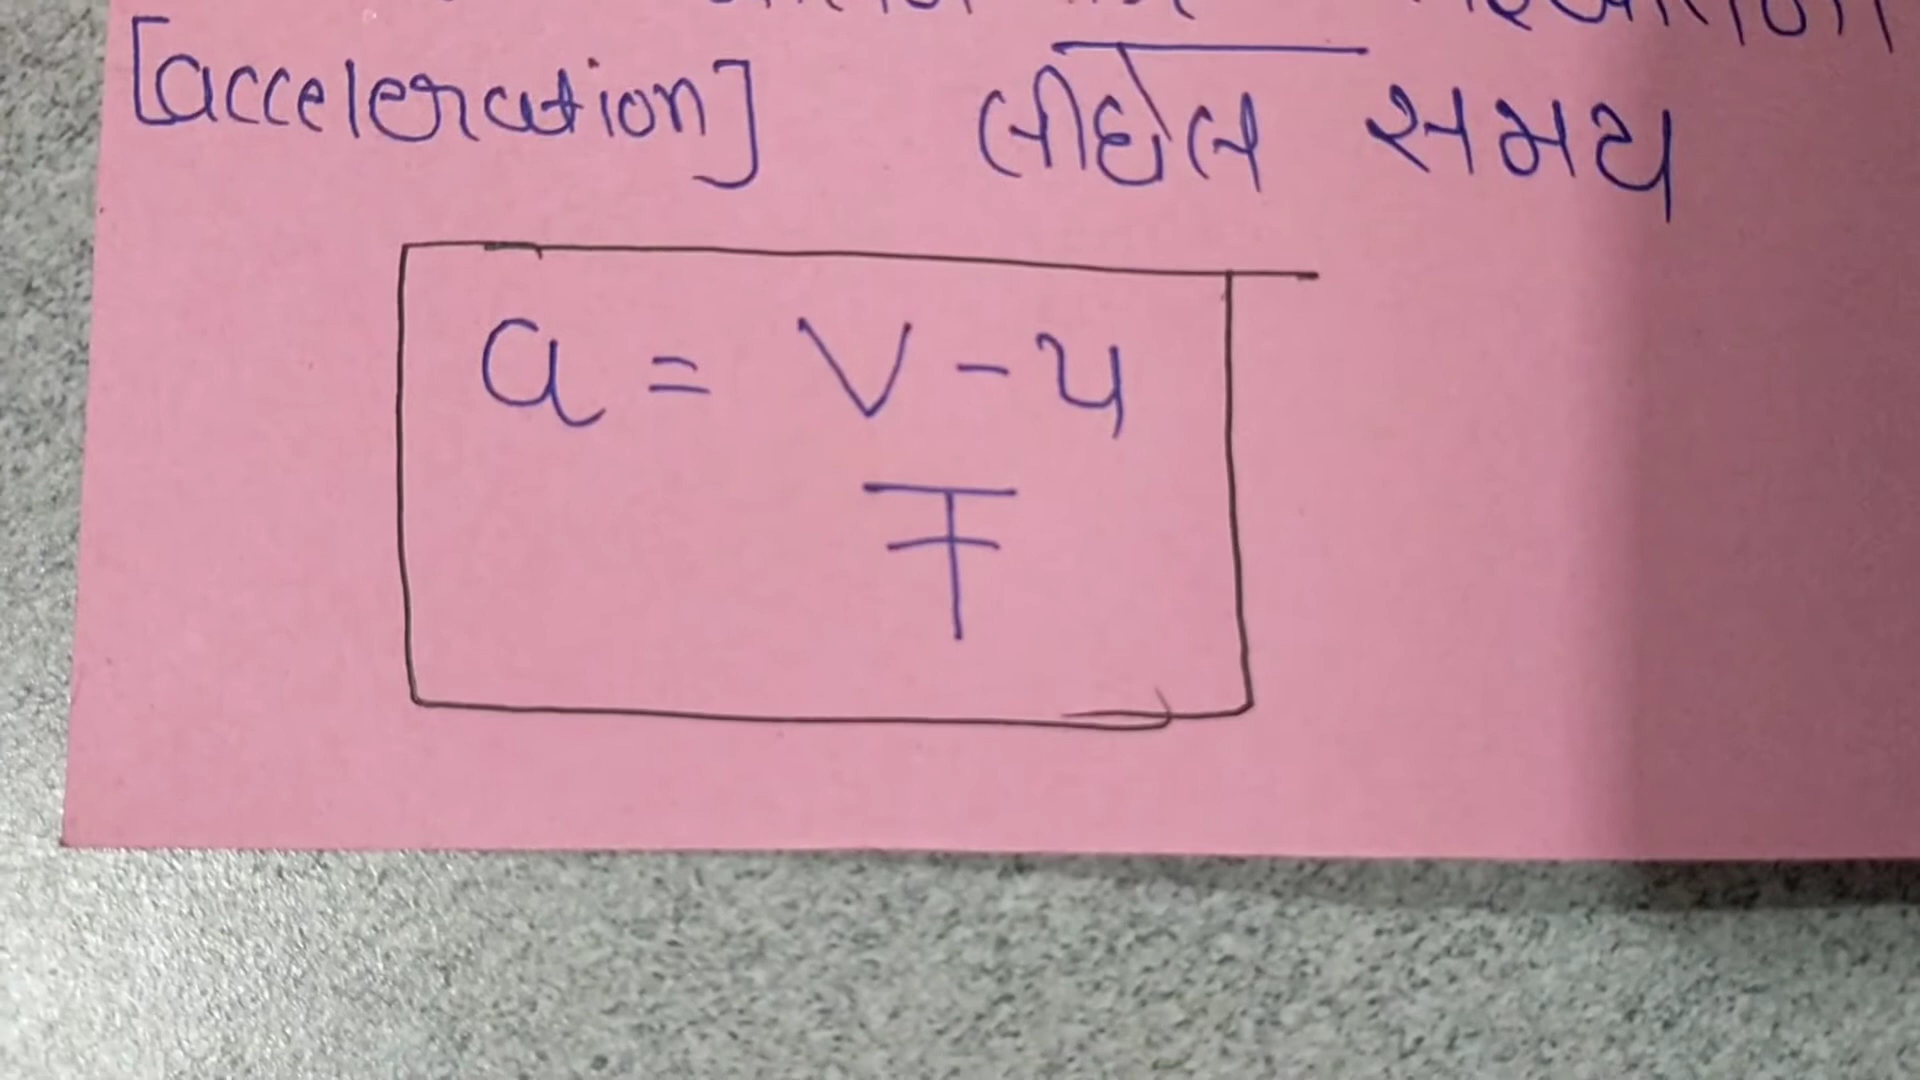 [acceleration] લીધેલ સમય
a = V - u
T